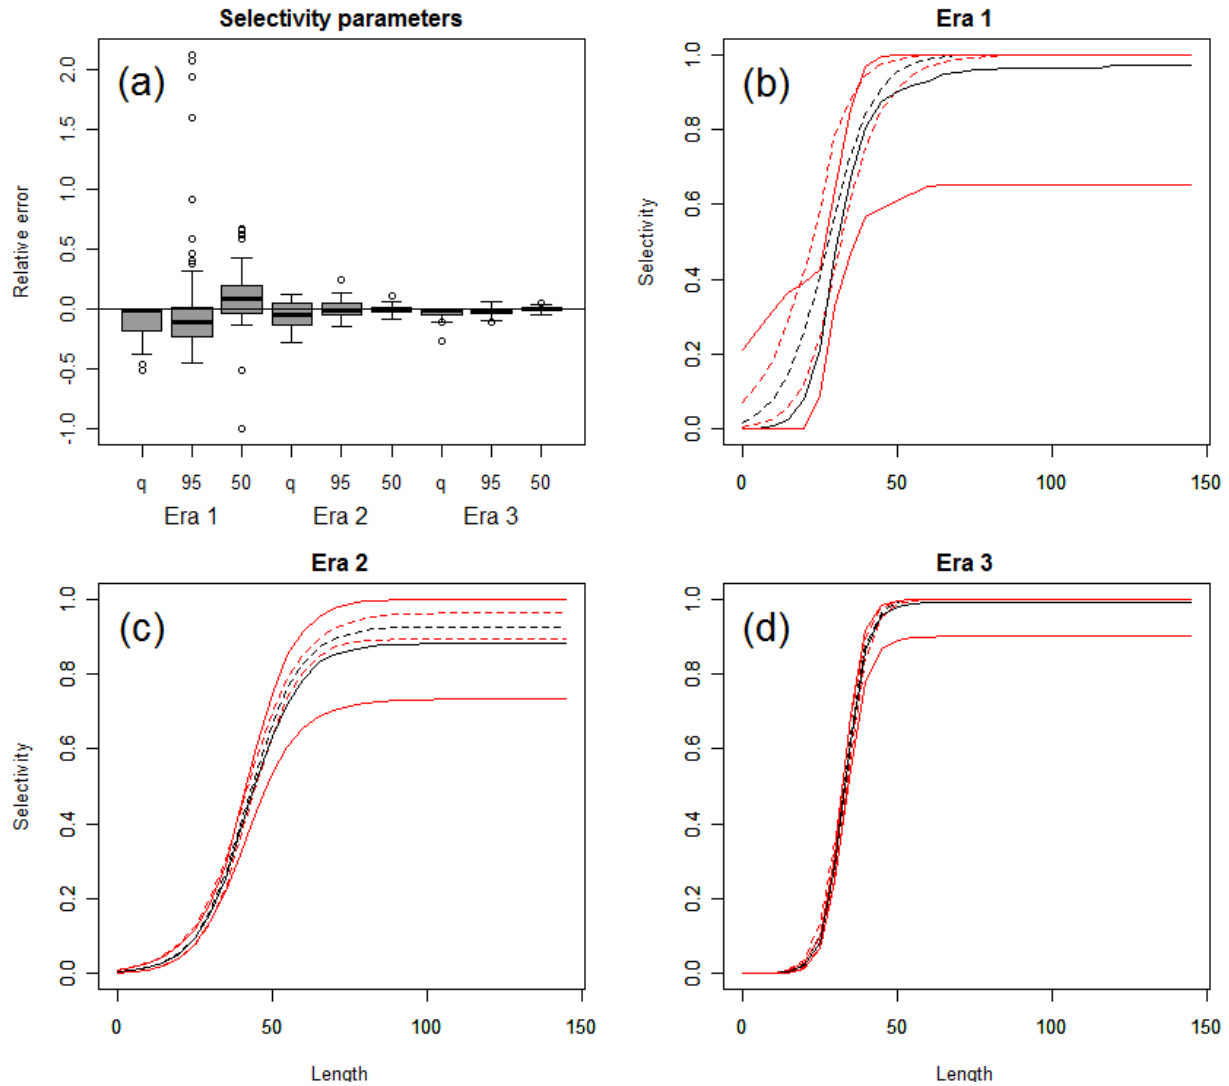 Selectivity parameters
(a)
Relative error
2.0
1.5
1.0
0.5
0.0
-0.5
-1.0
q 95 50 q 95 50 q 95 50
Era 1 Era 2 Era 3
Era 1
(b)
Selectivity
1.0
0.8
0.6
0.4
0.2
0.0
0 50 100 150
Era 2
(c)
Selectivity
1.0
0.8
0.6
0.4
0.2
0.0
0 50 100 150
Length
Era 3
(d)
1.0
0.8
0.6
0.4
0.2
0.0
0 50 100 150
Length